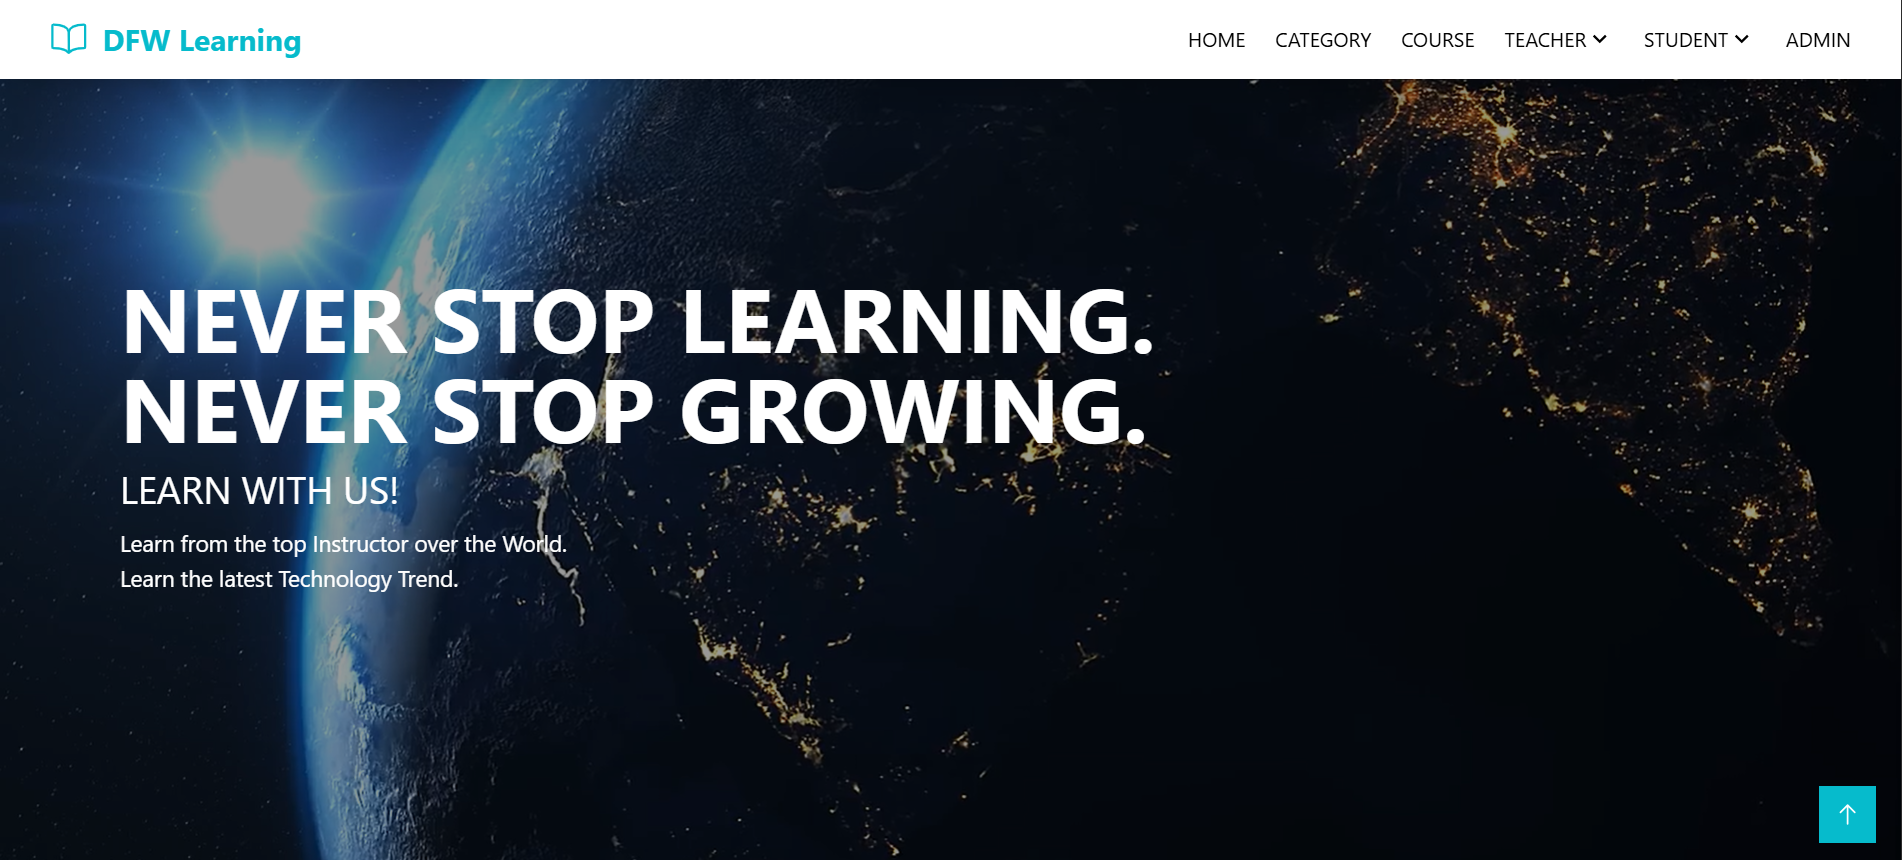 DFW Learning
HOME CATEGORY COURSE TEACHER STUDENT ADMIN
NEVER STOP LEARNING.
NEVER STOP GROWING.
LEARN WITH US!
Learn from the top Instructor over the World.
Learn the latest Technology Trend.